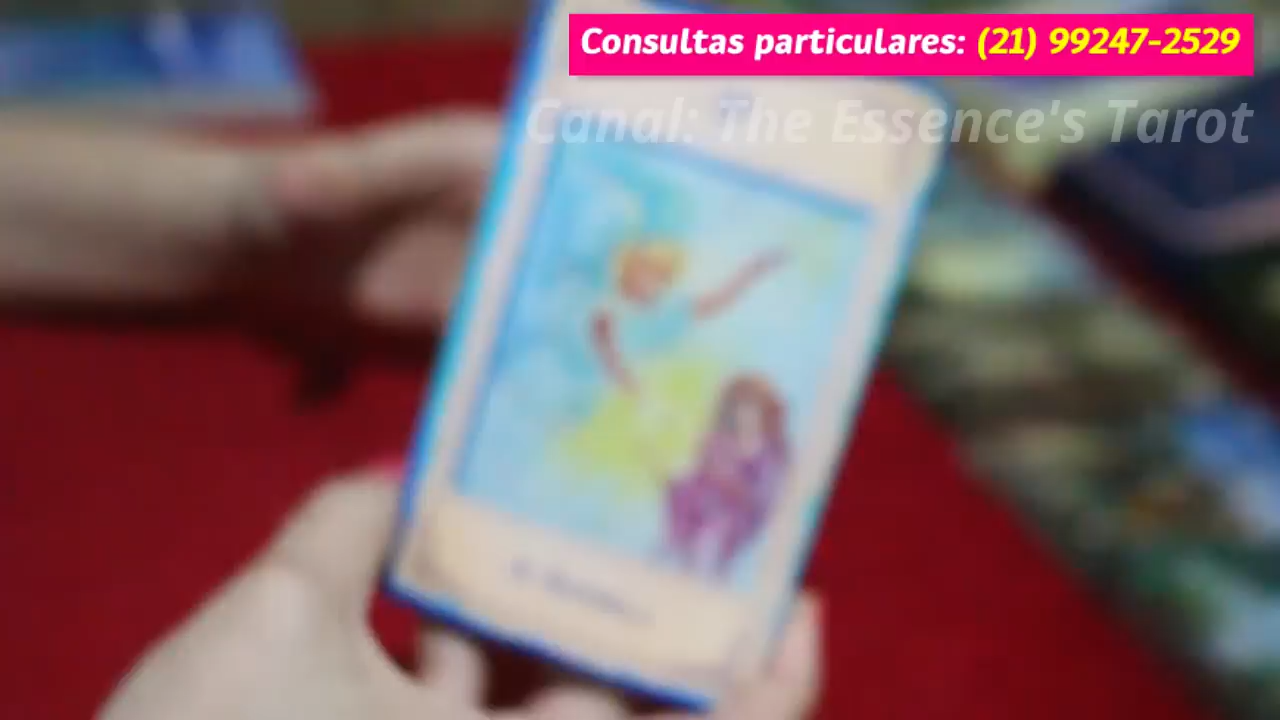 Consultas particulares: (21) 99247-2529
Canal: The Essence's Tarot